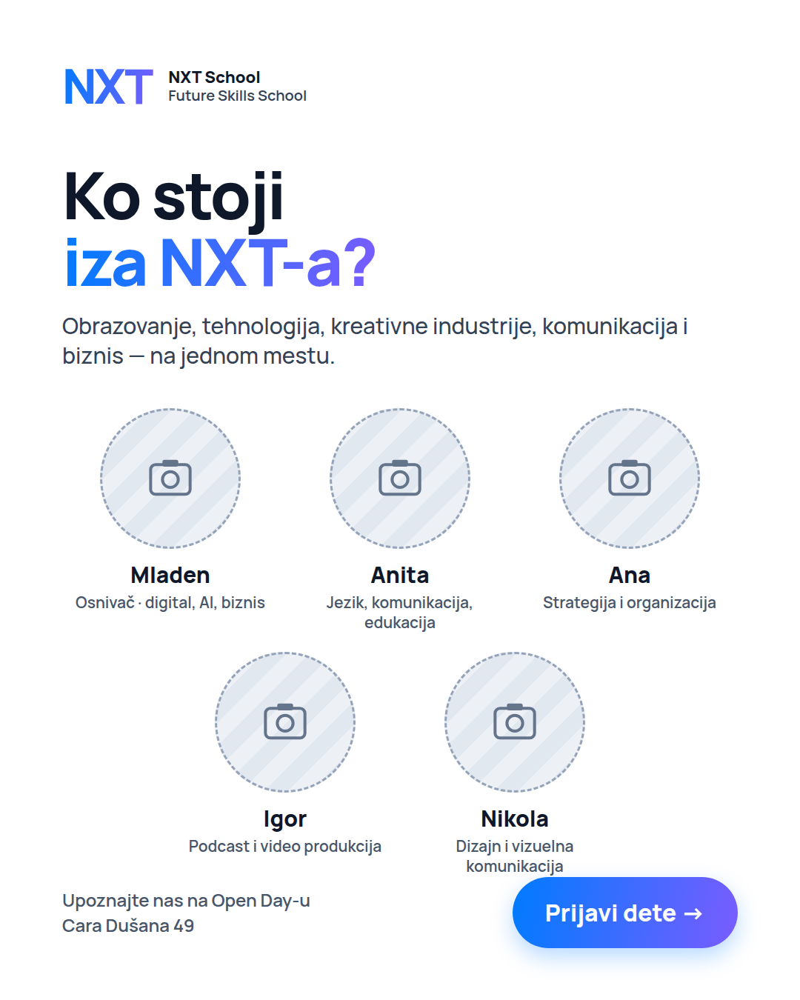 NXT
NXT School
Future Skills School
Ko stoji
iza NXT-a?
Obrazovanje, tehnologija, kreativne industrije, komunikacija i
biznis — na jednom mestu.
Mladen
Osnivač · digital, AI, biznis
Anita
Jezik, komunikacija,
edukacija
Ana
Strategija i organizacija
Igor
Podcast i video produkcija
Nikola
Dizajn i vizuelna
komunikacija
Upoznajte nas na Open Day-u
Cara Dušana 49
Prijavi dete →